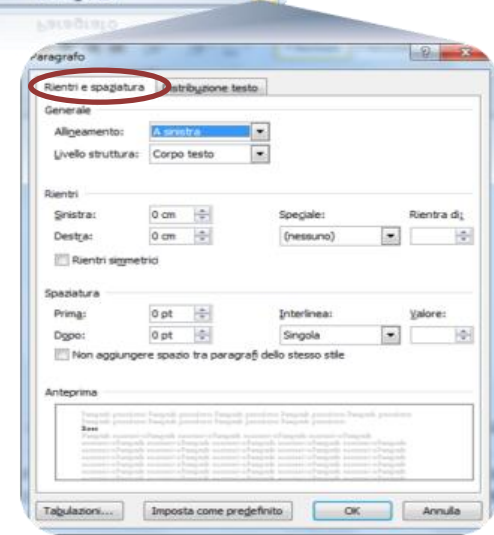 Paragrafo
Rientri e spaziatura
Distribuzione testo
Generale
Allineamento: A sinistra
Livello struttura: Corpo testo
Rientri
Sinistra: 0 cm Speciale: Rientra di:
Destra: 0 cm (nessuno)
Rientri simmetrici
Spaziatura
Prima: 0 pt Interlinea: Valore:
Dopo: 0 pt Singola
Non aggiungere spazio tra paragrafi dello stesso stile
Anteprima
Tabulazioni... Imposta come predefinito OK Annulla